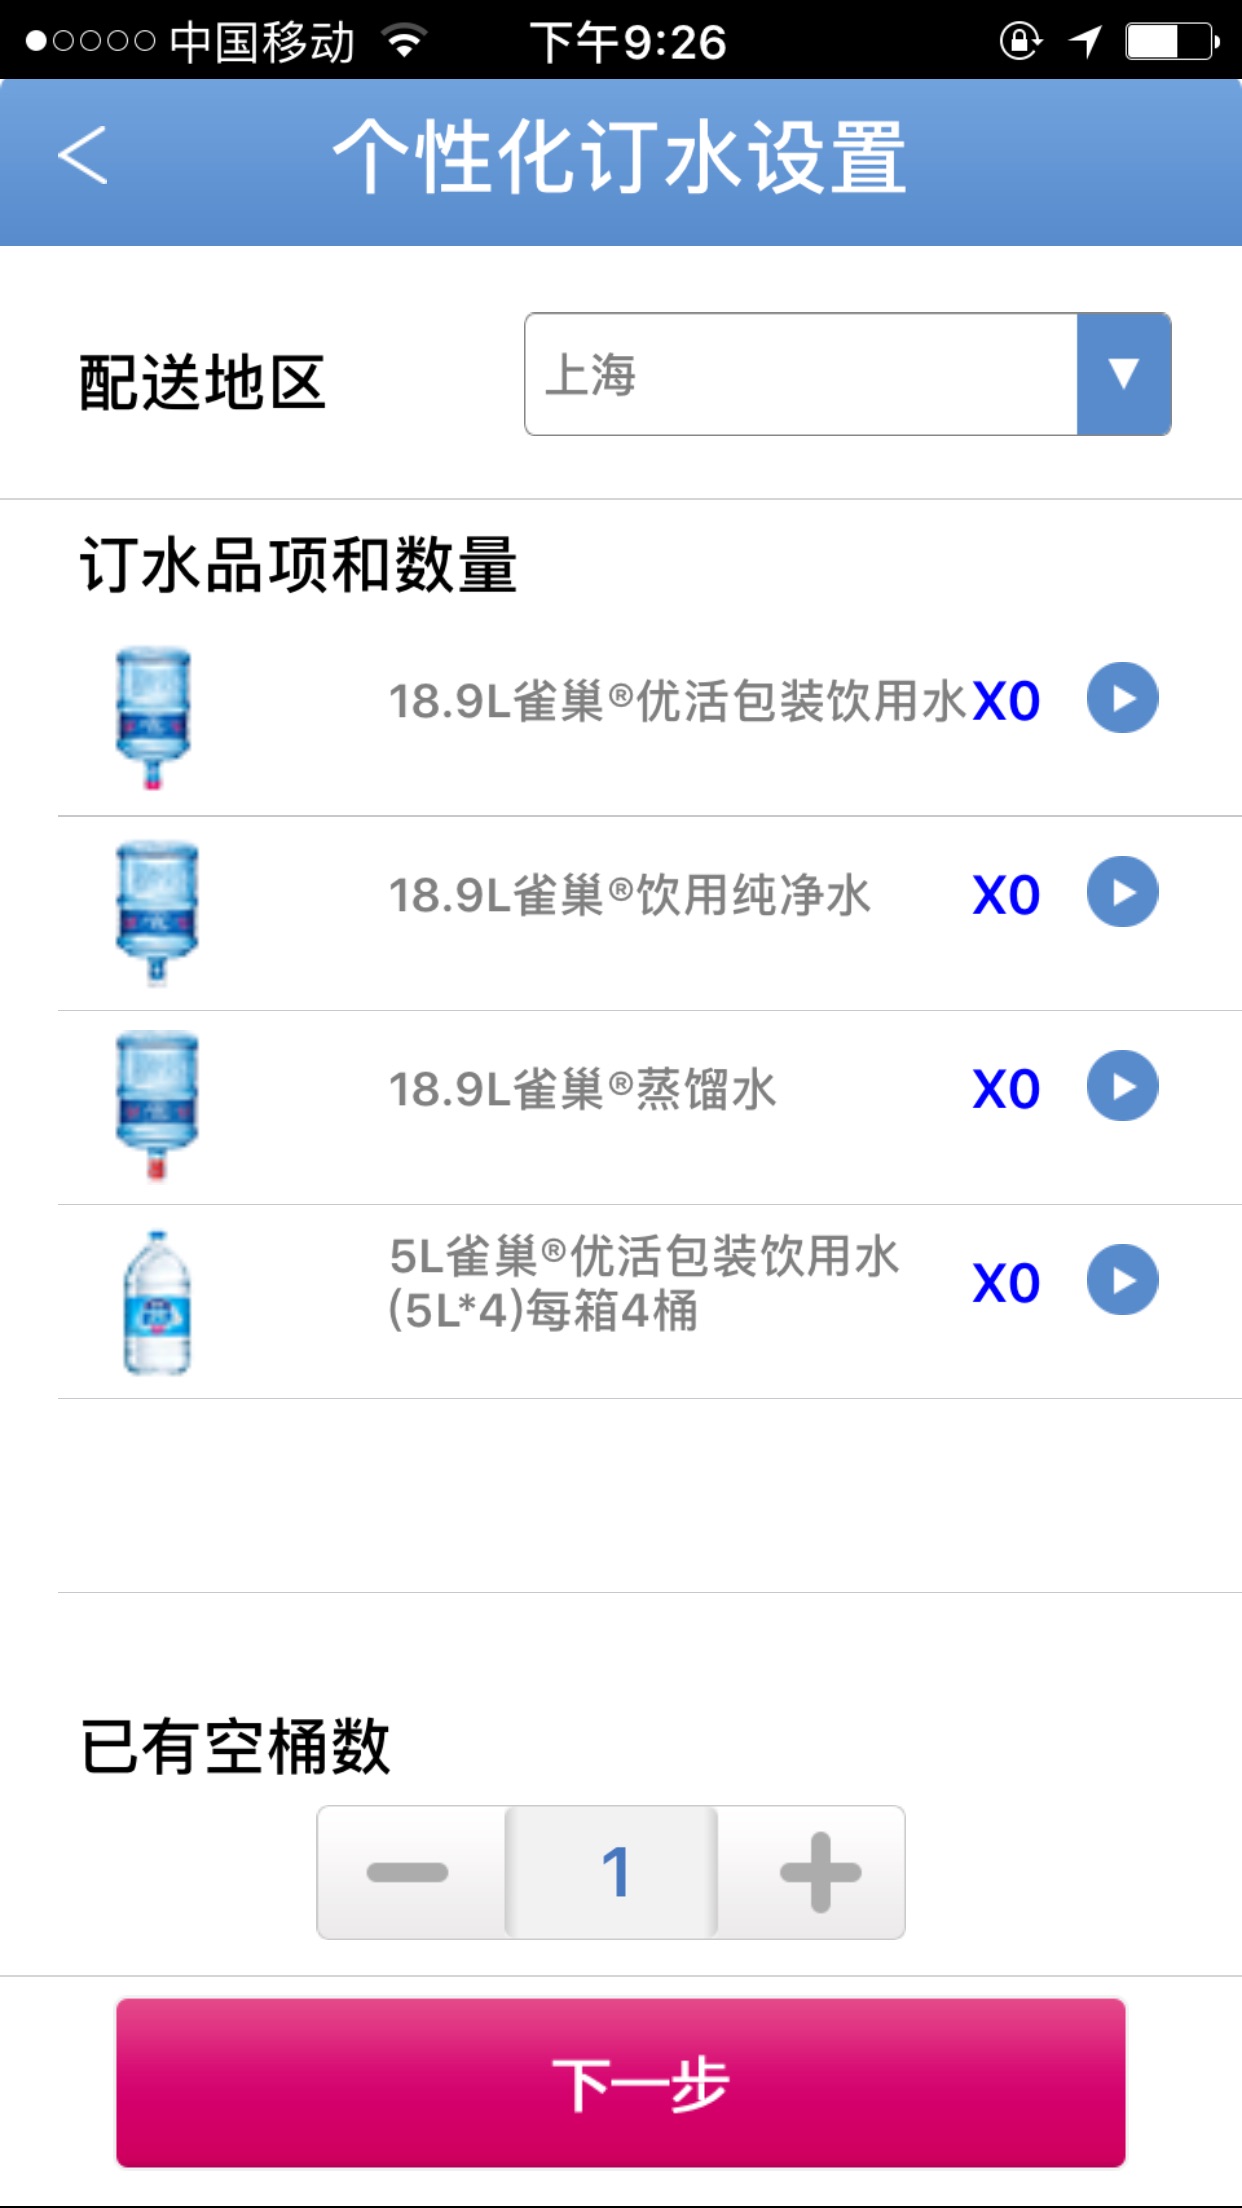 中国移动 下午9:26
个性化订水设置
配送地区 上海
订水品项和数量
18.9L雀巢®优活包装饮用水X0
18.9L雀巢®饮用纯净水 X0
18.9L雀巢®蒸馏水 X0
5L雀巢®优活包装饮用水
(5L*4)每箱4桶 X0
已有空桶数
1
下一步